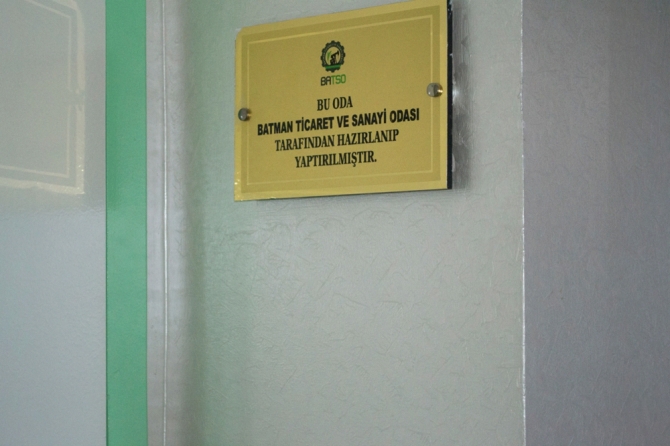 BATSO
BU ODA
BATMAN TİCARET VE SANAYİ ODASI
TARAFINDAN HAZIRLANIP
YAPTIRILMIŞTIR.